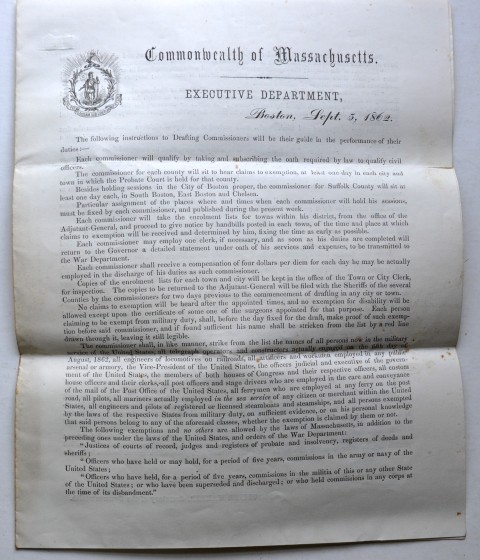 Commonwealth of Massachusetts.
EXECUTIVE DEPARTMENT,
Boston, Sept. 5, 1862.
The following instructions to Drafting Commissioners will be their guide in the performance of their
duties:—
Each commissioner will qualify by taking and subscribing the oath required by law to qualify civil
officers.
The commissioner for each county will sit to hear claims to exemption, at least one day in each city and
town in which the Probate Court is held for that county.
Besides holding sessions in the City of Boston proper, the commissioner for Suffolk County will sit at
least one day each, in South Boston, East Boston and Chelsea.
Particular assignment of the places where and times when each commissioner will hold his sessions,
must be fixed by each commissioner, and published during the present week.
Each commissioner will take the enrolment lists for towns within his district, from the office of the
Adjutant-General, and proceed to give notice by handbills posted in each town, of the time and place at which
claims to exemption will be received and determined by him, fixing the time as early as possible.
Each commissioner may employ one clerk, if necessary, and as soon as his duties are completed will
return to the Governor a detailed statement under oath of his services and expenses, to be transmitted to
the War Department.
Each commissioner shall receive a compensation of four dollars per diem for each day he may be actually
employed in the discharge of his duties as such commissioner.
Copies of the enrolment lists for each town and city will be kept in the office of the Town or City Clerk,
for inspection. The copies to be returned to the Adjutant-General will be filed with the Sheriffs of the several
Counties by the commissioners for two days previous to the commencement of drafting in any city or town.
No claims to exemption will be heard after the appointed times, and no exemption for disability will be
allowed except upon the certificate of some one of the surgeons appointed for that purpose. Each person
claiming to be exempt from military duty, shall, before the day fixed for the draft, make proof of such exemp-
tion before said commissioner, and if found sufficient his name shall be stricken from the list by a red line
drawn through it, leaving it still legible.
The commissioner shall, in like manner, strike from the list the names of all persons now in the military
service of the United States, all telegraph operators and constructors actually engaged on the 5th day of
August, 1862, all engineers of locomotives on railroads, all officers and workmen employed in any public
arsenal or armory, the Vice-President of the United States, the officers judicial and executive of the govern-
ment of the United States, the members of both houses of Congress and their respective officers, all custom
house officers and their clerks, all post officers and stage drivers who are employed in the care and conveyance
of the mail of the Post Office of the United States, all ferrymen who are employed at any ferry on the post
road, all pilots, all mariners actually employed in the sea service of any citizen or merchant within the United
States, all engineers and pilots of registered or licensed steamboats and steamships, and all persons exempted
by the laws of the respective States from military duty, on sufficient evidence, or on his personal knowledge
that said persons belong to any of the aforesaid classes, whether the exemption is claimed by them or not.
The following exemptions and no others are allowed by the laws of Massachusetts, in addition to the
preceding ones under the laws of the United States, and orders of the War Department:
"Justices of courts of record, judges and registers of probate and insolvency, registers of deeds and
sheriffs;
"Officers who have held or may hold, for a period of five years, commissions in the army or navy of the
United States;
"Officers who have held, for a period of five years, commissions in the militia of this or any other State
of the United States; or have been superseded and discharged; or who held commissions in any corps at
the time of its disbandment."